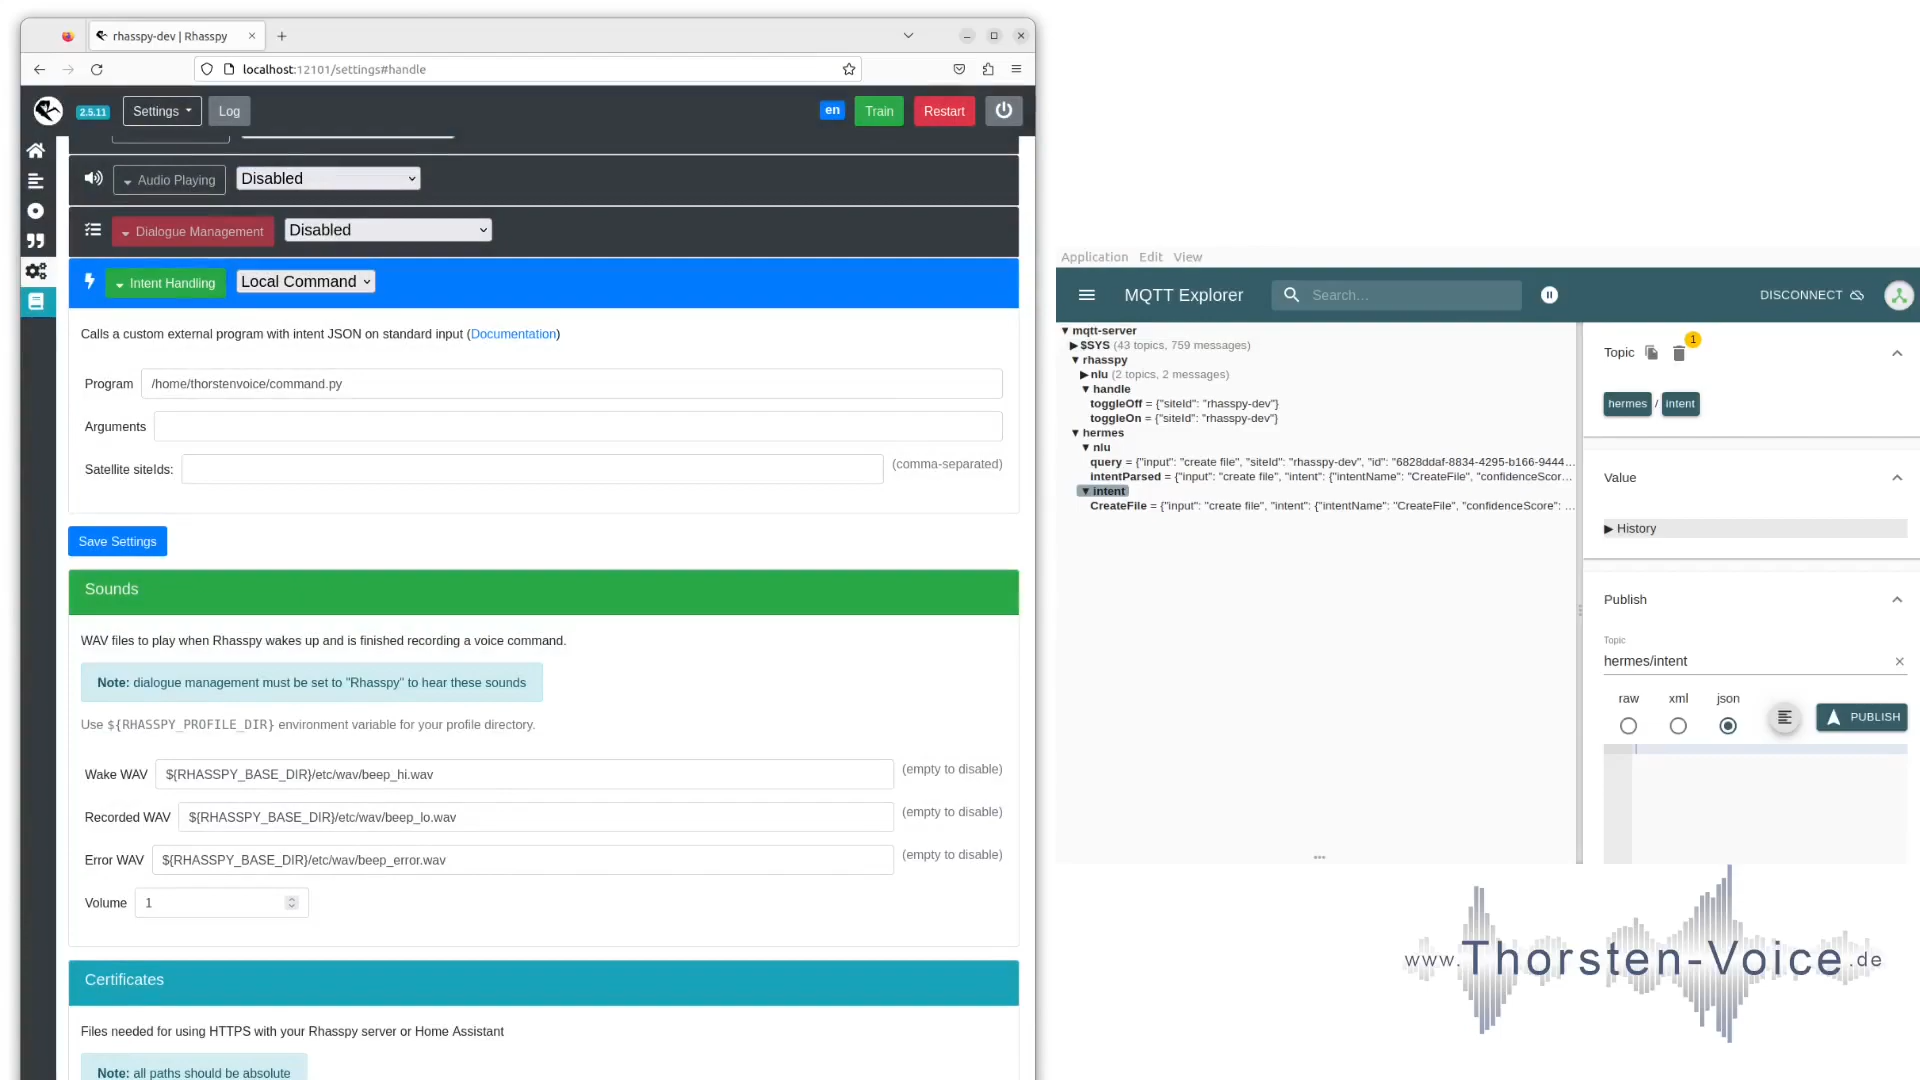 rhasspy-dev | Rhasspy
localhost:12101/settings#handle
2.5.11
Settings
Log
en
Train
Restart
Audio Playing
Disabled
Dialogue Management
Disabled
Intent Handling
Local Command
Calls a custom external program with intent JSON on standard input (Documentation)
Program
/home/thorstenvoice/command.py
Arguments
Satellite siteIds:
(comma-separated)
Save Settings
Sounds
WAV files to play when Rhasspy wakes up and is finished recording a voice command.
Note: dialogue management must be set to "Rhasspy" to hear these sounds
Use ${RHASSPY_PROFILE_DIR} environment variable for your profile directory.
Wake WAV
${RHASSPY_BASE_DIR}/etc/wav/beep_hi.wav
(empty to disable)
Recorded WAV
${RHASSPY_BASE_DIR}/etc/wav/beep_lo.wav
(empty to disable)
Error WAV
${RHASSPY_BASE_DIR}/etc/wav/beep_error.wav
(empty to disable)
Volume
1
Certificates
Files needed for using HTTPS with your Rhasspy server or Home Assistant
Note: all paths should be absolute
Application Edit View
MQTT Explorer
Search...
DISCONNECT
mqtt-server
$SYS (43 topics, 759 messages)
rhasspy
nlu (2 topics, 2 messages)
handle
toggleOff = {"siteId": "rhasspy-dev"}
toggleOn = {"siteId": "rhasspy-dev"}
hermes
nlu
query = {"input": "create file", "siteId": "rhasspy-dev", "id": "6828ddaf-8834-4295-b166-9444...
intentParsed = {"input": "create file", "intent": {"intentName": "CreateFile", "confidenceScor...
intent
CreateFile = {"input": "create file", "intent": {"intentName": "CreateFile", "confidenceScore": ...
Topic
1
hermes / intent
Value
History
Publish
Topic
hermes/intent
raw
xml
json
PUBLISH
www.Thorsten-Voice.de